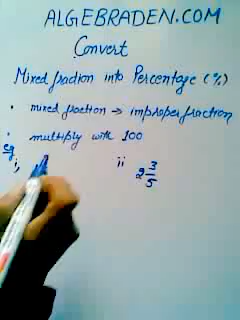 ALGEBRADEN.COM
Convert
Mixed fraction into Percentage (%)
• mixed fraction → improper fraction
• multiply with 100
eg
i, ii 2 3/5